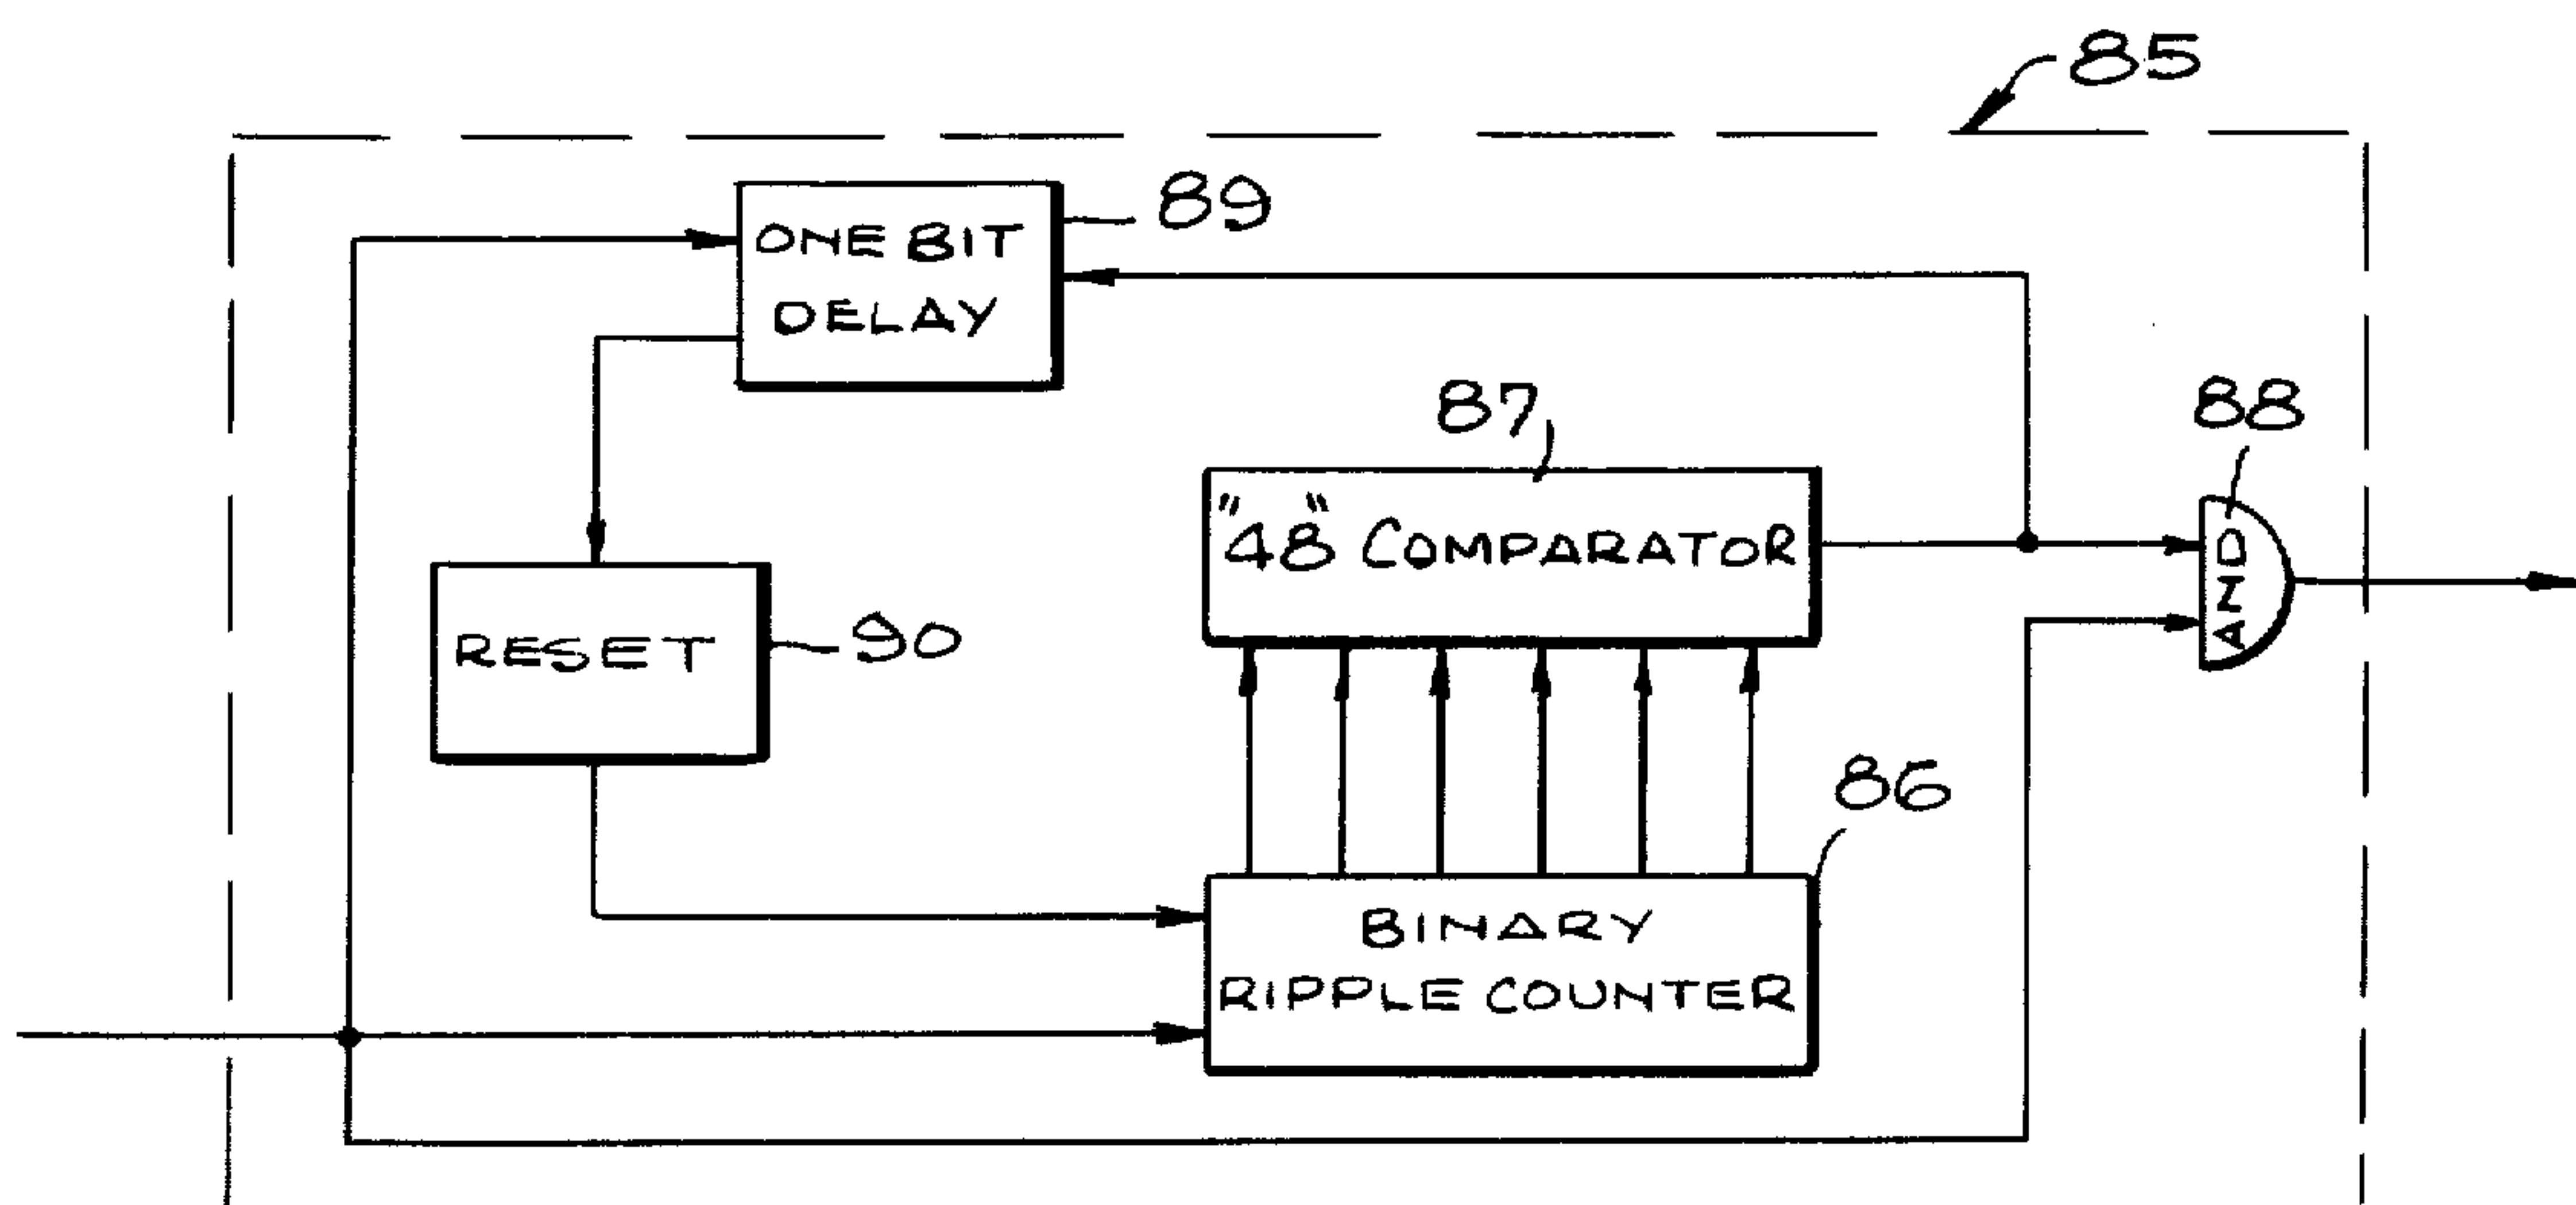 85
89
ONE BIT
DELAY
87
88
"48" COMPARATOR
AND
RESET
90
86
BINARY
RIPPLE COUNTER